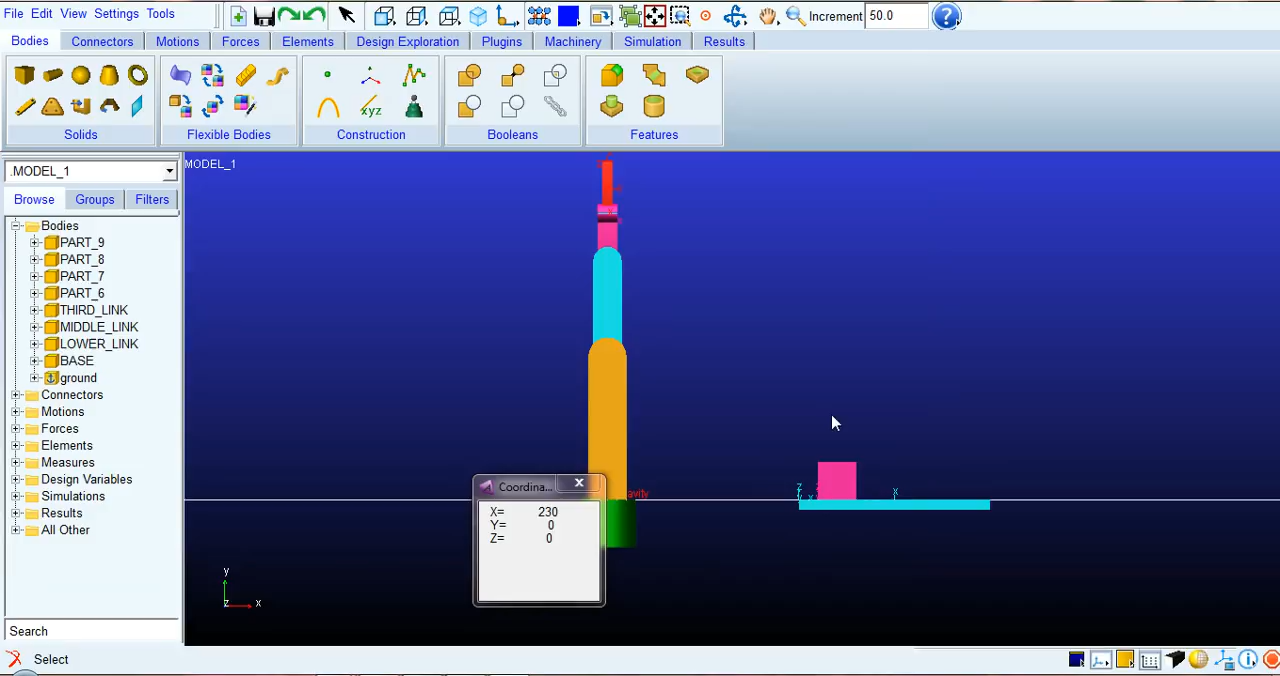 File Edit View Settings Tools
Increment 50.0
Bodies Connectors Motions Forces Elements Design Exploration Plugins Machinery Simulation Results
xyz
Solids Flexible Bodies Construction Booleans Features
.MODEL_1
MODEL_1
Browse Groups Filters
Bodies
PART_9
PART_8
PART_7
PART_6
THIRD_LINK
MIDDLE_LINK
LOWER_LINK
BASE
ground
Connectors
Motions
Forces
Elements
Measures
Design Variables
Simulations
Results
All Other
Search
Select
avity
Coordina...
X= 230
Y= 0
Z= 0
z
x
x
y
z
x